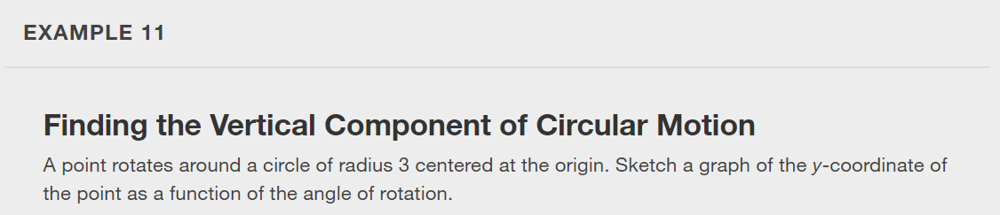 EXAMPLE 11
Finding the Vertical Component of Circular Motion
A point rotates around a circle of radius 3 centered at the origin. Sketch a graph of the y-coordinate of
the point as a function of the angle of rotation.